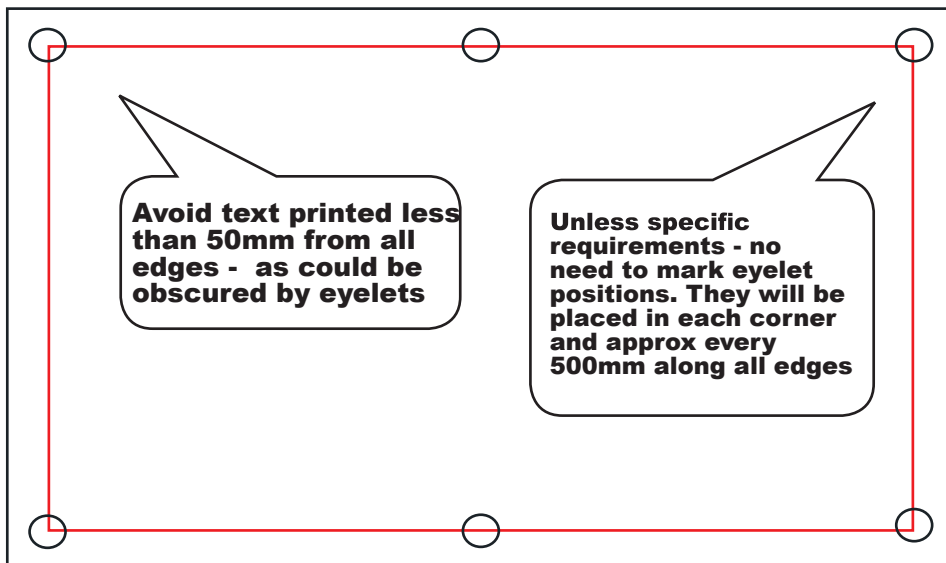 Avoid text printed less
than 50mm from all
edges -  as could be
obscured by eyelets
Unless specific
requirements - no
need to mark eyelet
positions. They will be
placed in each corner
and approx every
500mm along all edges